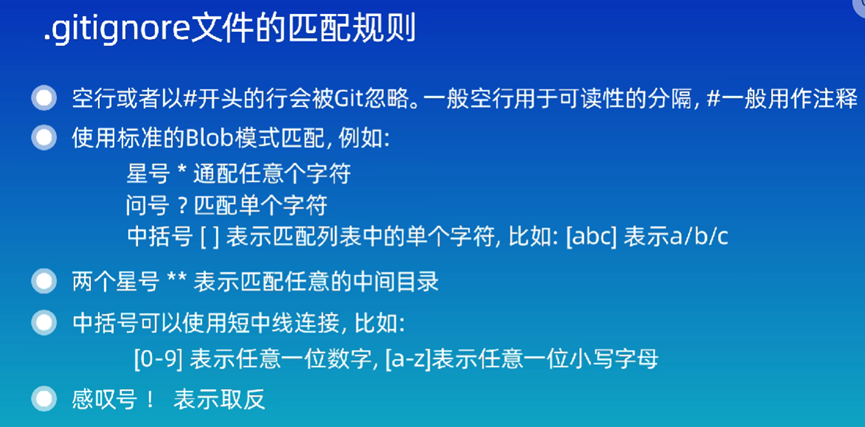 .gitignore文件的匹配规则
空行或者以#开头的行会被Git忽略。一般空行用于可读性的分隔, #一般用作注释
使用标准的Blob模式匹配, 例如:
星号 * 通配任意个字符
问号 ? 匹配单个字符
中括号 [ ] 表示匹配列表中的单个字符, 比如: [abc] 表示a/b/c
两个星号 ** 表示匹配任意的中间目录
中括号可以使用短中线连接, 比如:
[0-9] 表示任意一位数字, [a-z]表示任意一位小写字母
感叹号 ！ 表示取反